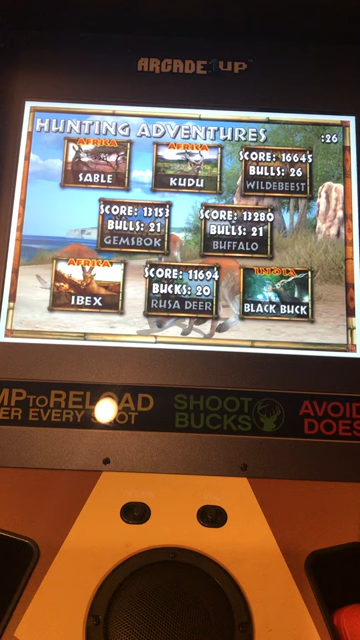 ARCADE1UP™
HUNTING ADVENTURES :26
AFRICA
SABLE
AFRICA
KUDU
SCORE: 16645
BULLS: 26
WILDEBEEST
SCORE: 13153
BULLS: 21
GEMSBOK
SCORE: 13280
BULLS: 21
BUFFALO
AFRICA
IBEX
SCORE: 11694
BUCKS: 20
RUSA DEER
INDIA
BLACK BUCK
MP TO RELOAD
ER EVERY SHOT
SHOOT
BUCKS
AVOID
DOES